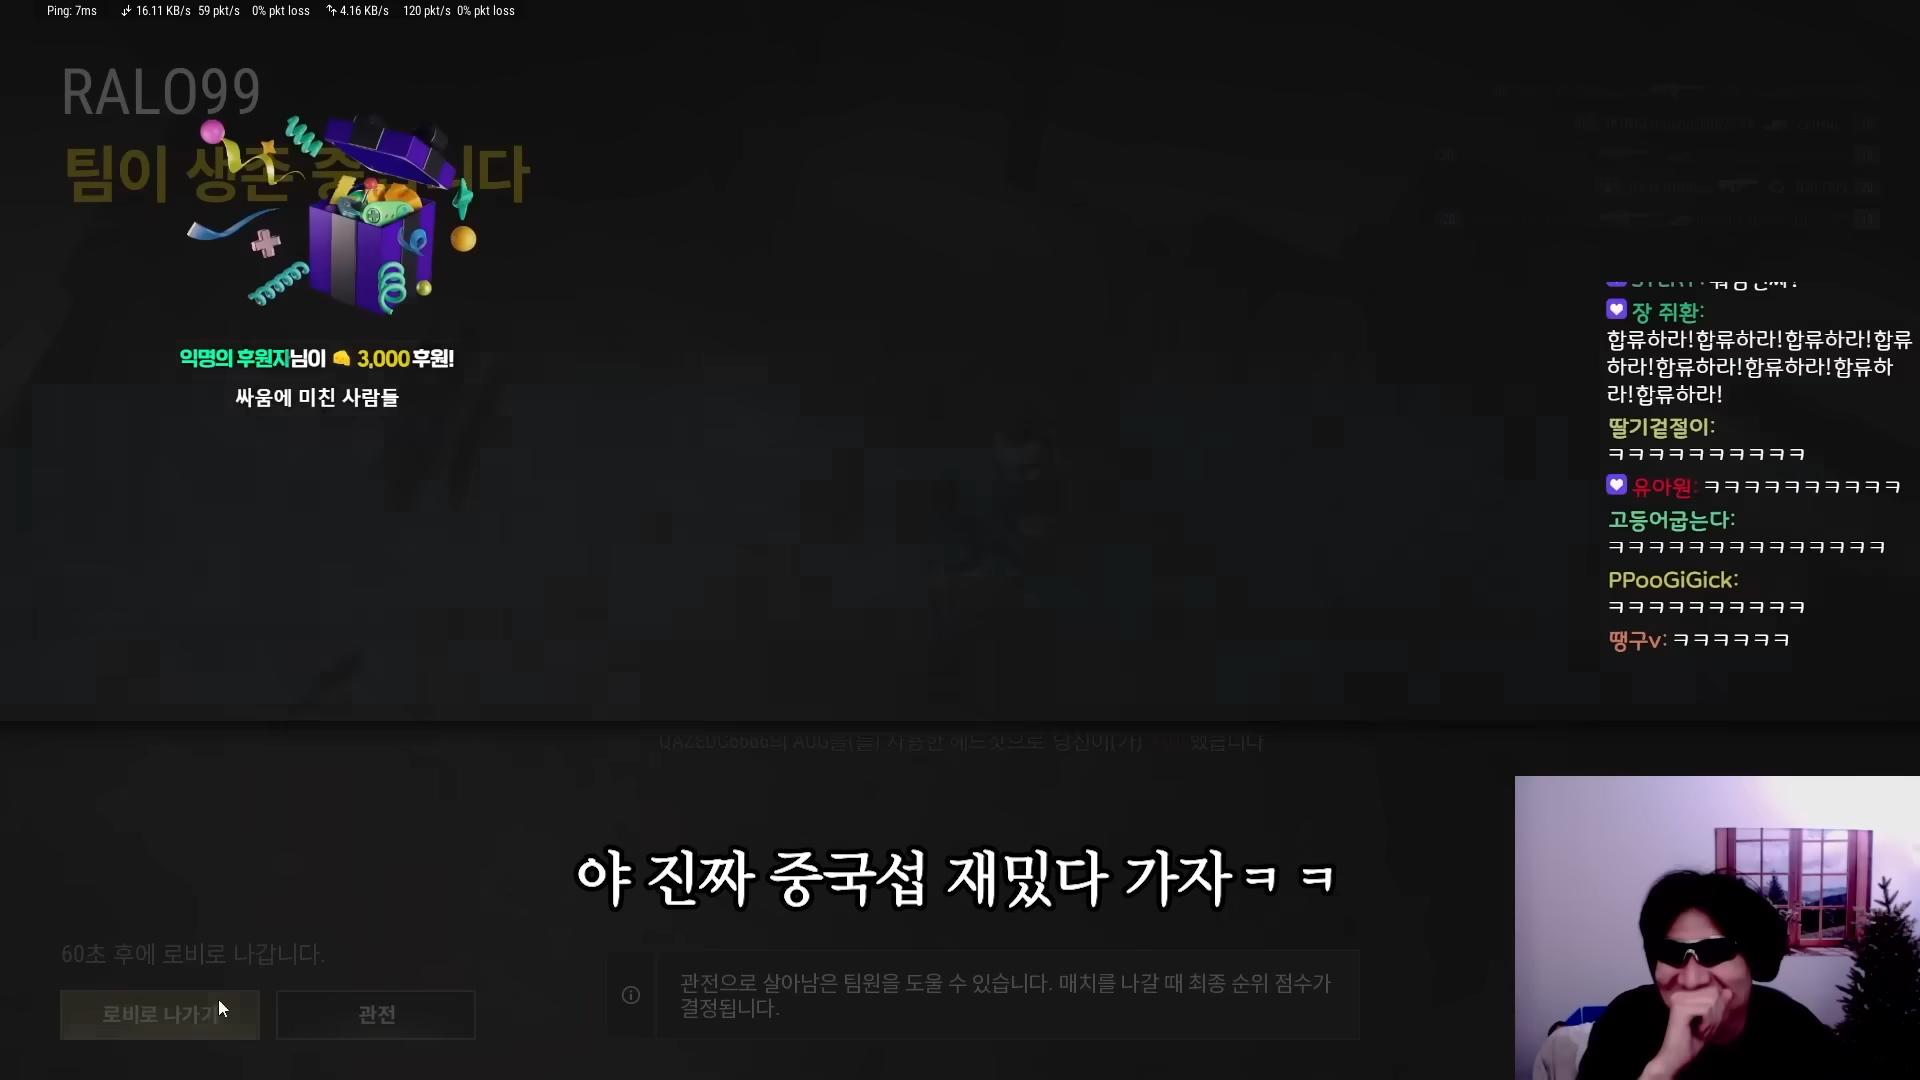 Ping: 7ms 16.11 KB/s 59 pkt/s 0% pkt loss 4.16 KB/s 120 pkt/s 0% pkt loss
RALO99
팀이 생존 중입니다
익명의 후원자님이 3,000 후원!
싸움에 미친 사람들
장 쥐환:
합류하라!합류하라!합류하라!합류
하라!합류하라!합류하라!합류하
라!합류하라!
딸기겉절이:
ㅋㅋㅋㅋㅋㅋㅋㅋㅋㅋ
유아원: ㅋㅋㅋㅋㅋㅋㅋㅋㅋㅋ
고등어굽는다:
ㅋㅋㅋㅋㅋㅋㅋㅋㅋㅋㅋㅋㅋㅋ
PPooGiGick:
ㅋㅋㅋㅋㅋㅋㅋㅋㅋㅋ
땡구v: ㅋㅋㅋㅋㅋㅋ
야 진짜 중국섭 재밌다 가자ㅋㅋ
60초 후에 로비로 나갑니다.
로비로 나가기
관전
관전으로 살아남은 팀원을 도울 수 있습니다. 매치를 나갈 때 최종 순위 점수가
결정됩니다.